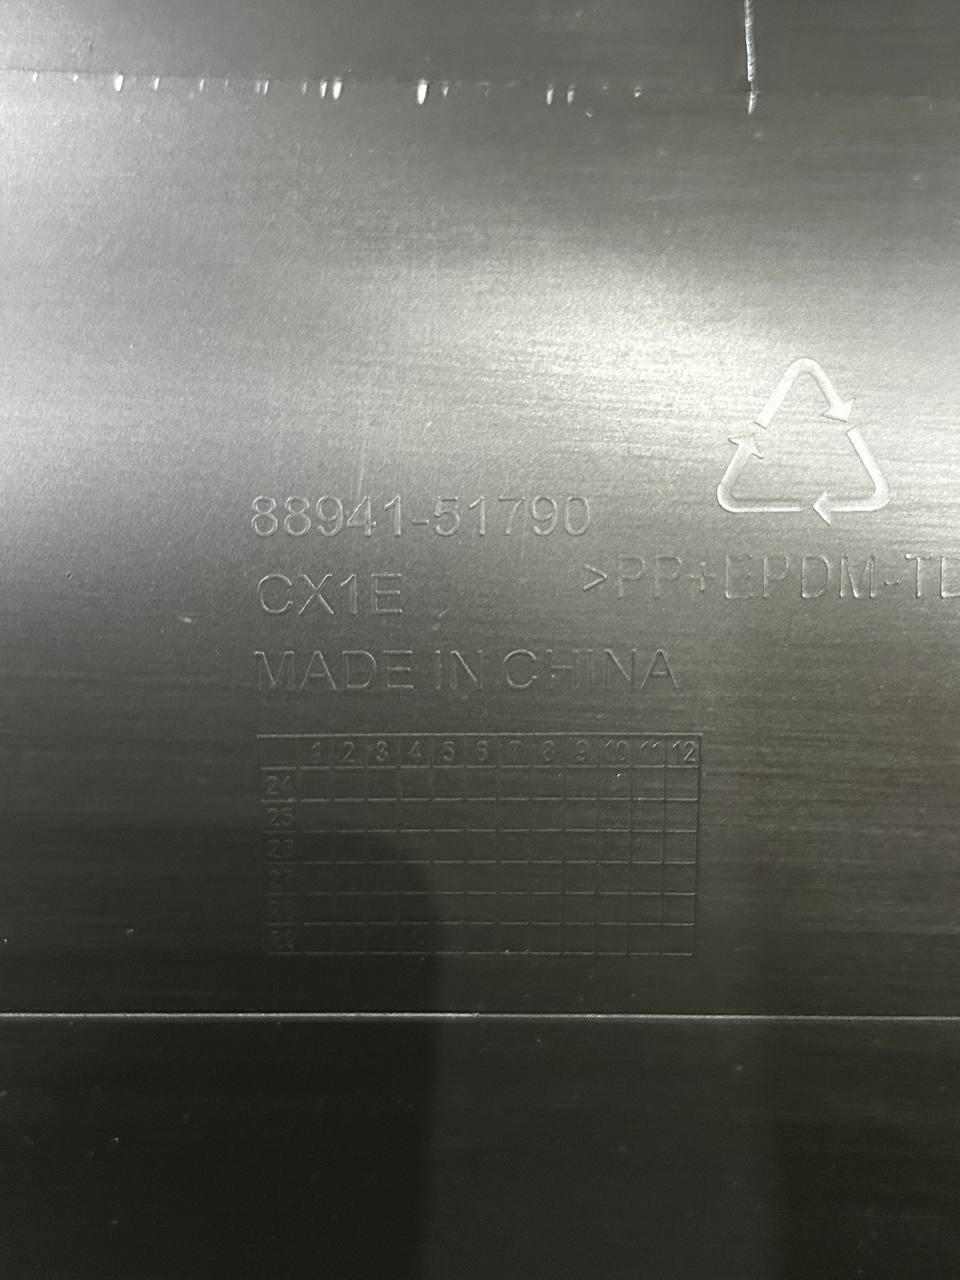 88941-51790
CX1E
>PP+EPDM-TD
MADE IN CHINA
1 2 3 4 5 6 7 8 9 10 11 12
24
25